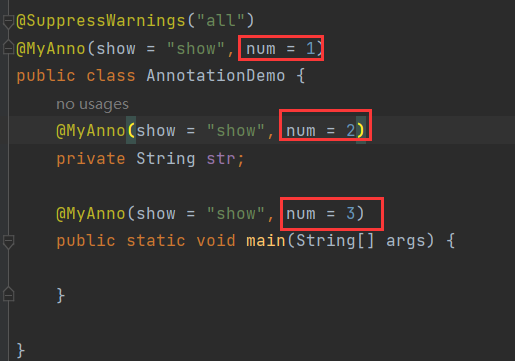 @SuppressWarnings("all")
@MyAnno(show = "show", num = 1)
public class AnnotationDemo {
no usages
@MyAnno(show = "show", num = 2)
private String str;
@MyAnno(show = "show", num = 3)
public static void main(String[] args) {
}
}